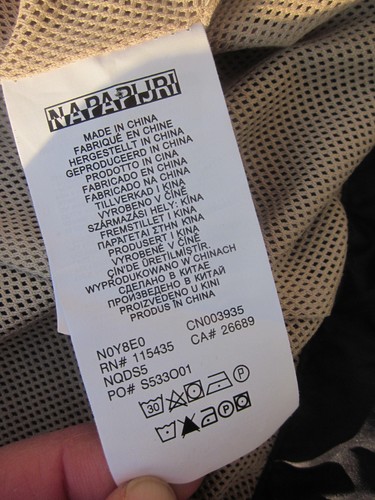 NAPAPIJRI
MADE IN CHINA
FABRIQUÉ EN CHINE
HERGESTELLT IN CHINA
GEPRODUCEERD IN CHINA
PRODOTTO IN CINA
FABRICADO EN CHINA
FABRICADO NA CHINA
TILLVERKAD I KINA
VYROBENO V ČÍNĚ
SZÁRMAZÁSI HELY: KÍNA
FREMSTILLET I KINA
ΠΑΡΑΓΕΤΑΙ ΣΤΗΝ ΚΙΝΑ
PRODUSERT I KINA
VYROBENÉ V ČÍNE
ÇİN'DE ÜRETİLMİŞTİR.
WYPRODUKOWANO W CHINACH
СДЕЛАНО В КИТАЕ
ПРОИЗВЕДЕНО В КИТАЙ
PROIZVEDENO U KINI
PRODUS ÎN CHINA
N0Y8E0 CN003935
RN# 115435 CA# 26689
NQDS5
PO# S533O01
30 F
P